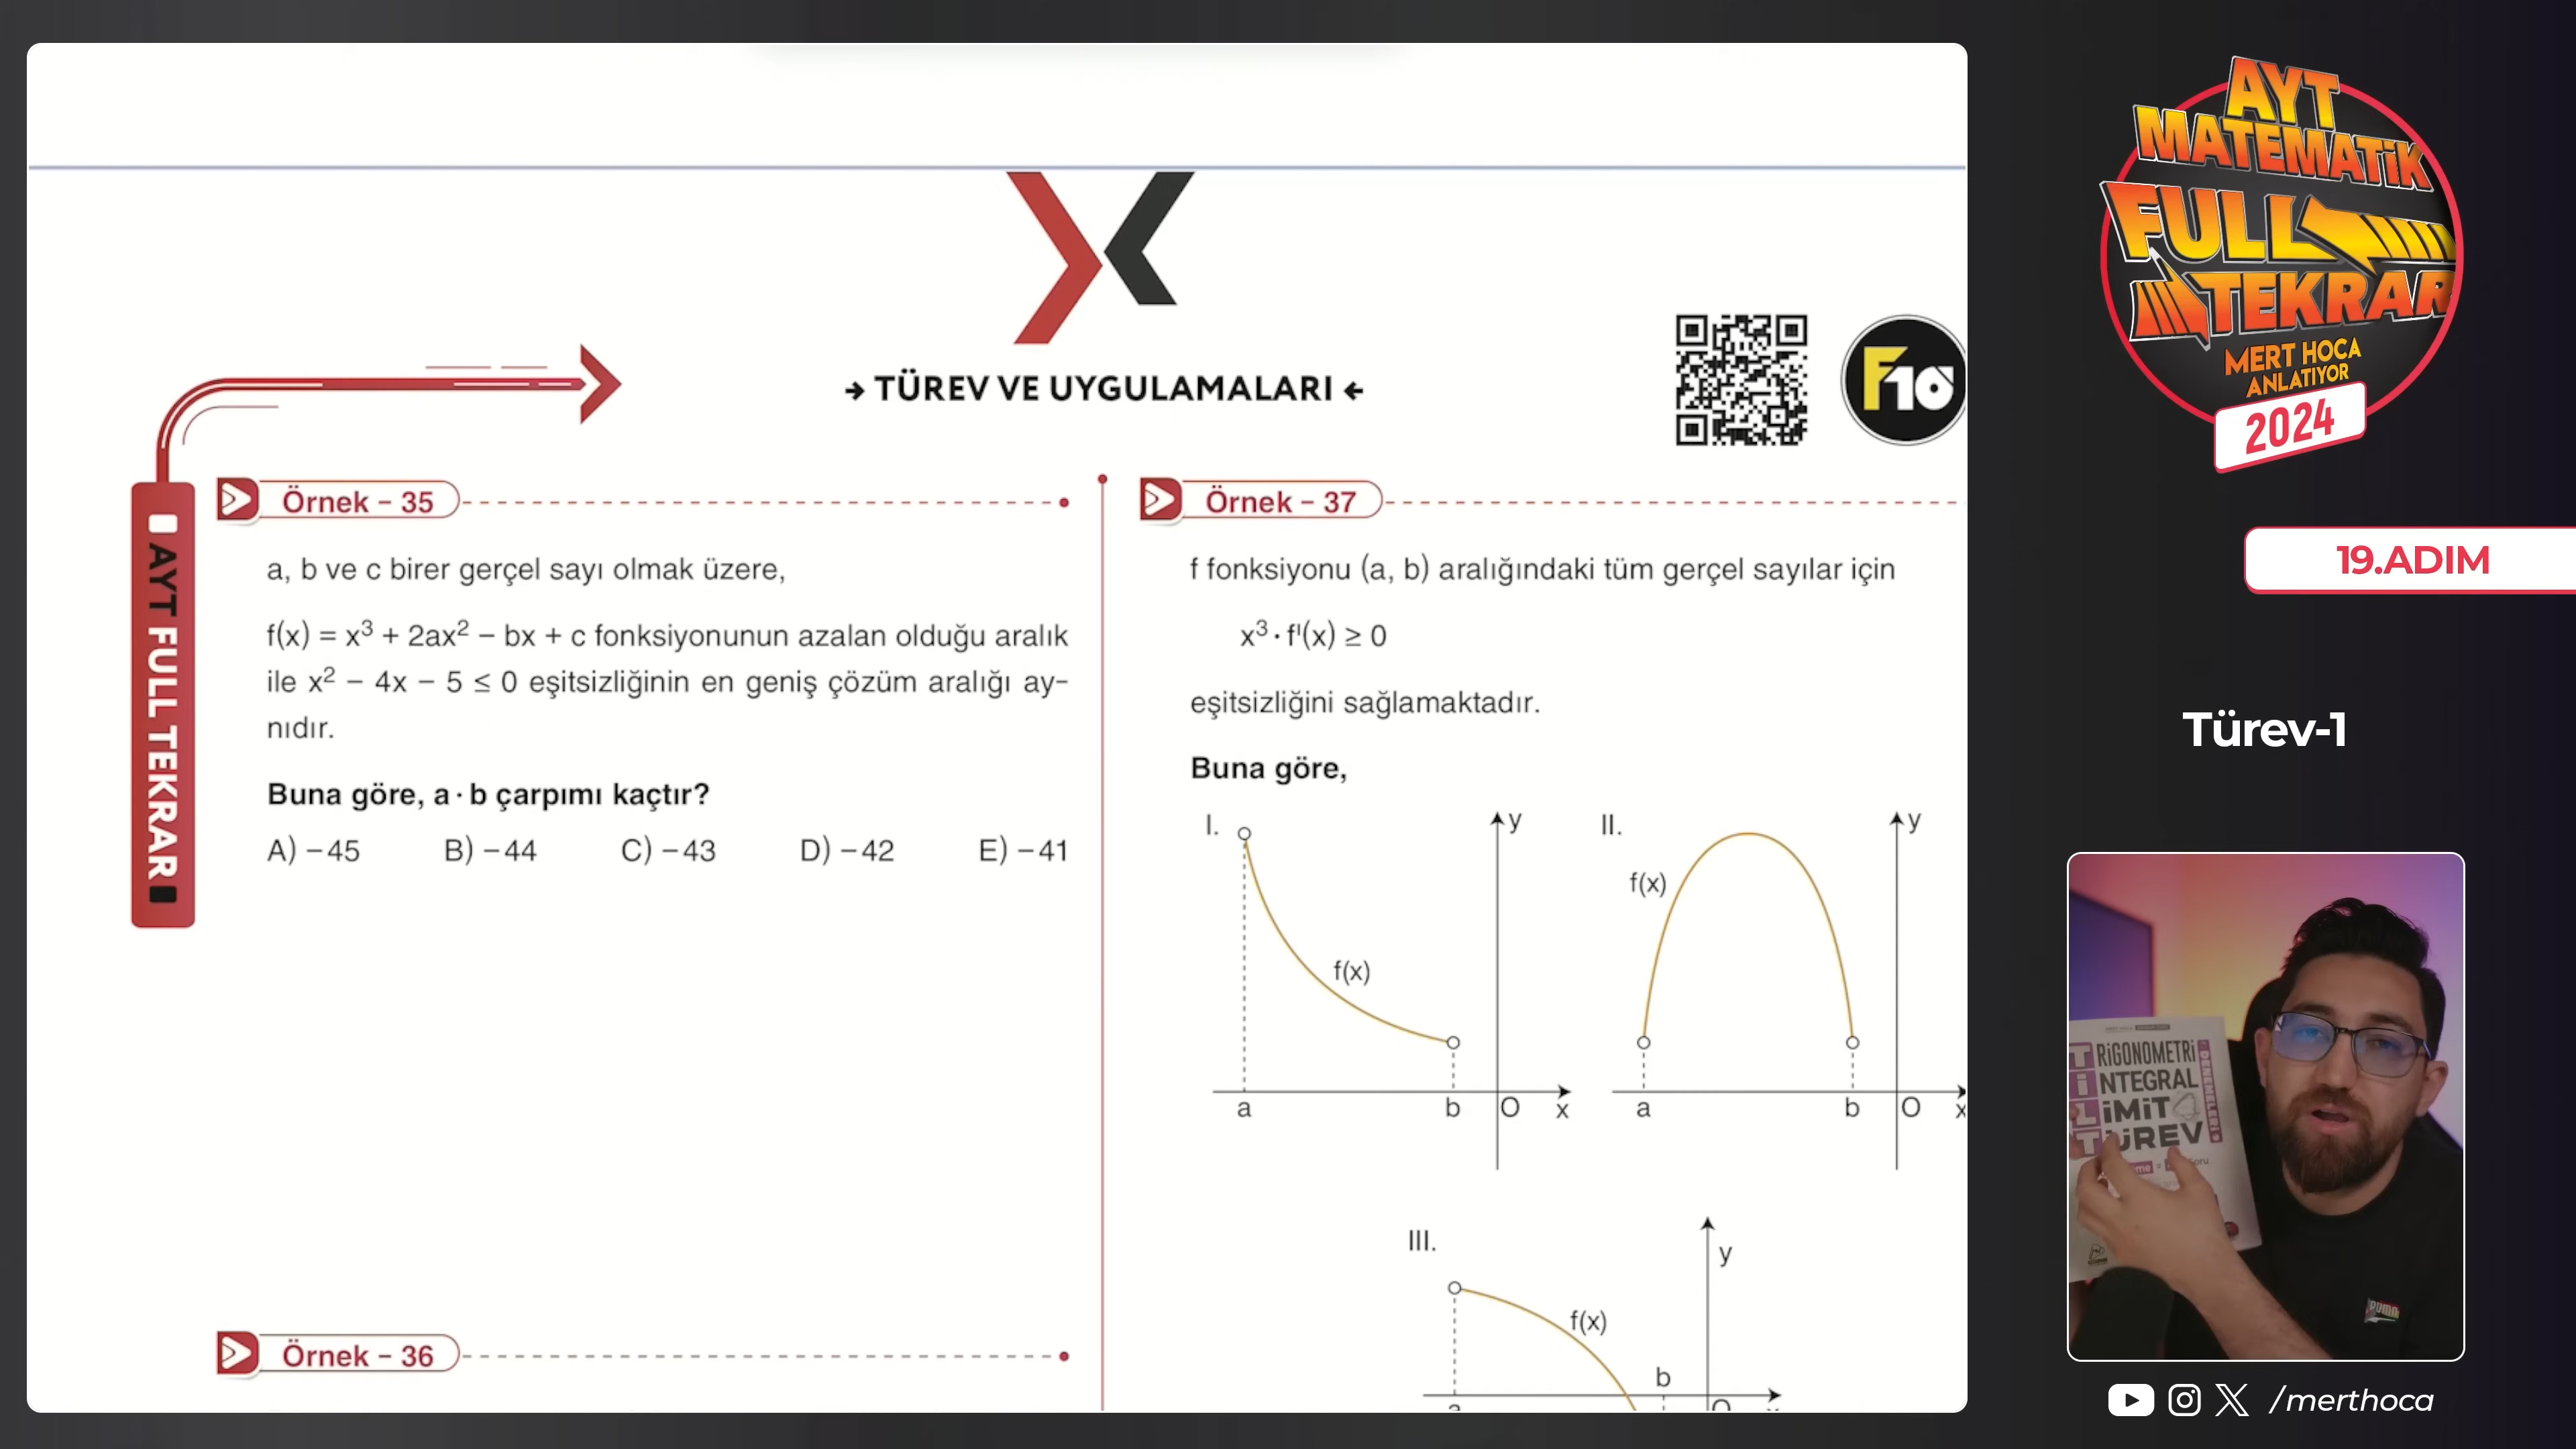 → TÜREV VE UYGULAMALARI ←
F10
AYT FULL TEKRAR
Örnek – 35
a, b ve c birer gerçel sayı olmak üzere,
f(x) = x³ + 2ax² – bx + c fonksiyonunun azalan olduğu aralık
ile x² – 4x – 5 ≤ 0 eşitsizliğinin en geniş çözüm aralığı ay-
nıdır.
Buna göre, a · b çarpımı kaçtır?
A) –45 B) –44 C) –43 D) –42 E) –41
Örnek – 36
Örnek – 37
f fonksiyonu (a, b) aralığındaki tüm gerçel sayılar için
x³ · f'(x) ≥ 0
eşitsizliğini sağlamaktadır.
Buna göre,
I. y
f(x)
a b O x
II. y
f(x)
a b O x
III. y
f(x)
b
AYT
MATEMATİK
FULL
TEKRAR
MERT HOCA
ANLATIYOR
2024
19.ADIM
Türev-1
TRİGONOMETRİ
İNTEGRAL
LİMİT
TÜREV
DENEMELERİ
PUMA
/merthoca